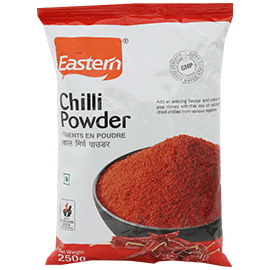 Eastern
GMP
Chilli
Powder
PIMENTS EN POUDRE
लाल मिर्च पाउडर
Add an enticing flavour and colour to
your dishes with this mix of natural
dried chillies from various regions.
Net Weight:
250g